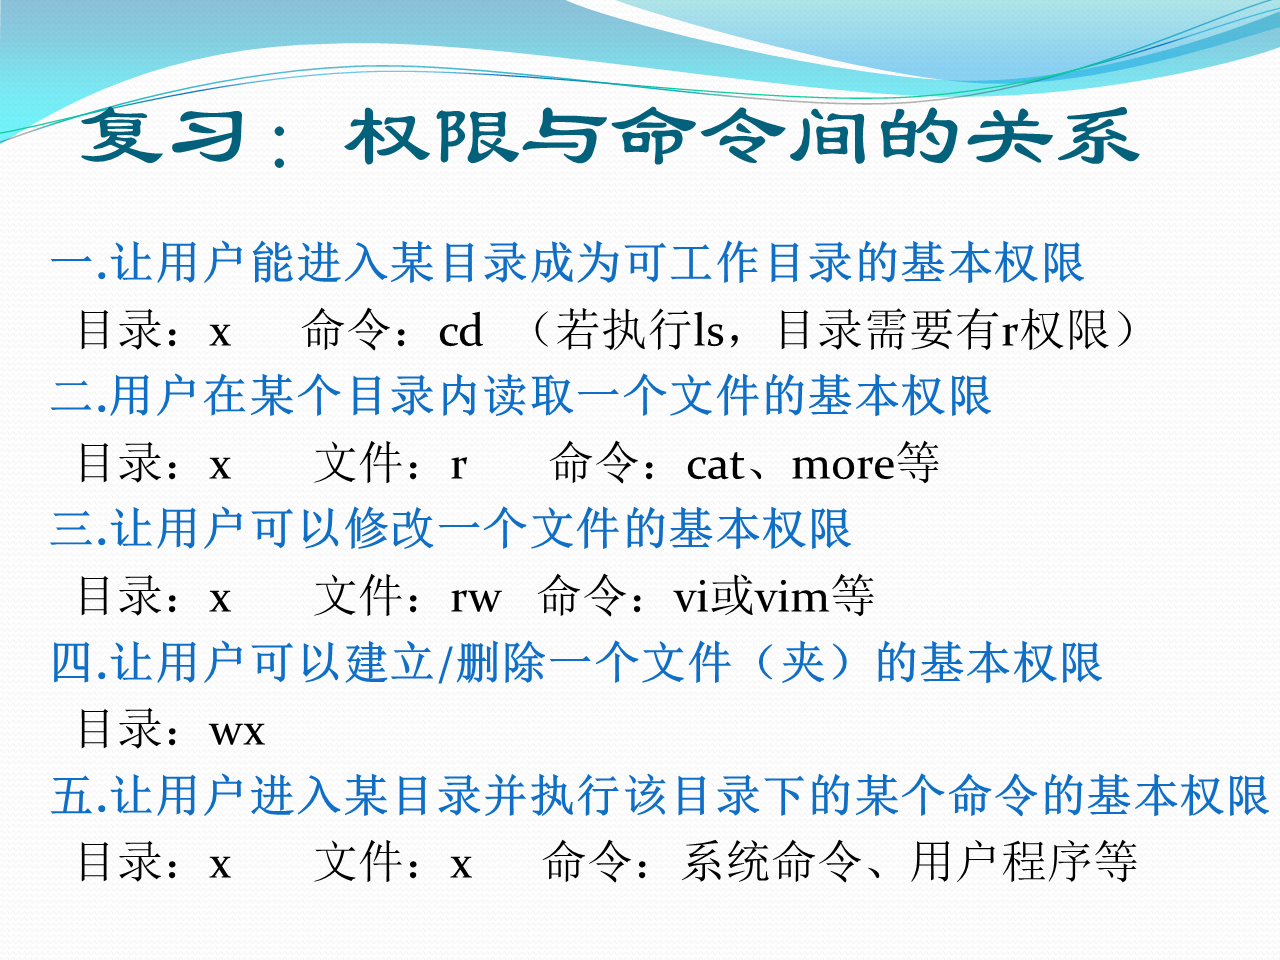 复习：权限与命令间的关系
一.让用户能进入某目录成为可工作目录的基本权限
目录：x 命令：cd （若执行ls，目录需要有r权限）
二.用户在某个目录内读取一个文件的基本权限
目录：x 文件：r 命令：cat、more等
三.让用户可以修改一个文件的基本权限
目录：x 文件：rw 命令：vi或vim等
四.让用户可以建立/删除一个文件（夹）的基本权限
目录：wx
五.让用户进入某目录并执行该目录下的某个命令的基本权限
目录：x 文件：x 命令：系统命令、用户程序等